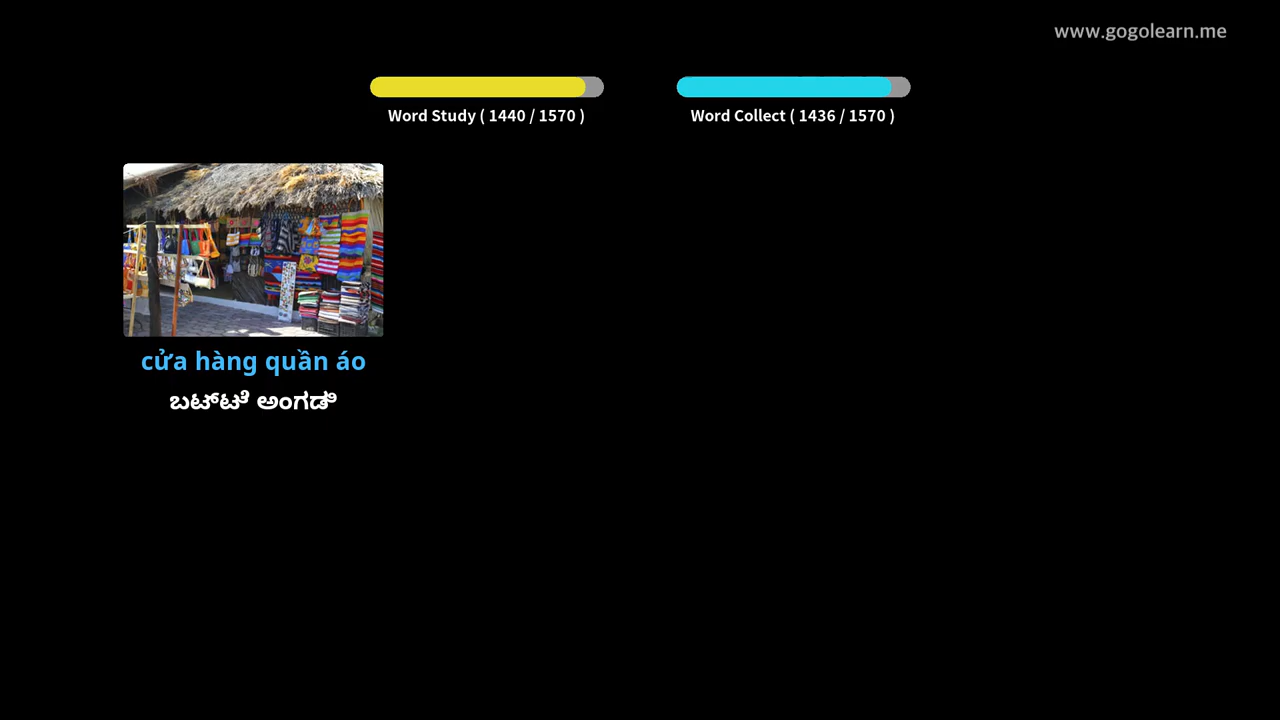 www.gogolearn.me
Word Study ( 1440 / 1570 )
Word Collect ( 1436 / 1570 )
cửa hàng quần áo
ಬಟ್ಟೆ ಅಂಗಡಿ